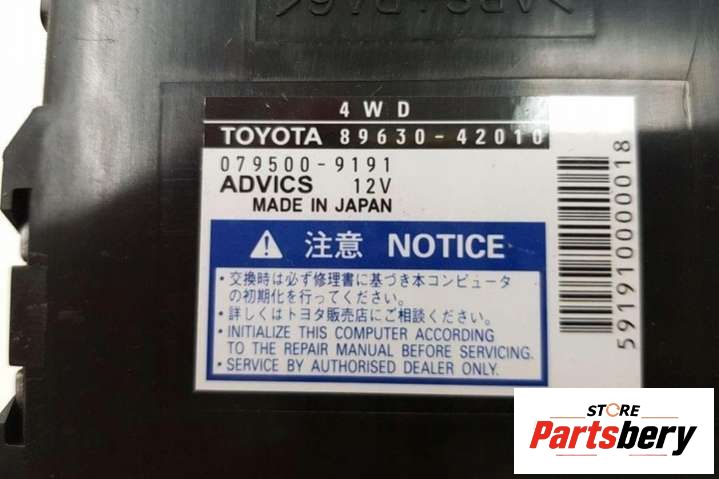 4WD
TOYOTA 89630-42010
079500-9191
ADVICS 12V
MADE IN JAPAN
注意 NOTICE
・交換時は必ず修理書に基づき本コンピュータ
の初期化を行ってください。
・詳しくはトヨタ販売店にご相談ください。
・INITIALIZE THIS COMPUTER ACCORDING
TO THE REPAIR MANUAL BEFORE SERVICING.
・SERVICE BY AUTHORISED DEALER ONLY.
591910000018
STORE
Partsbery